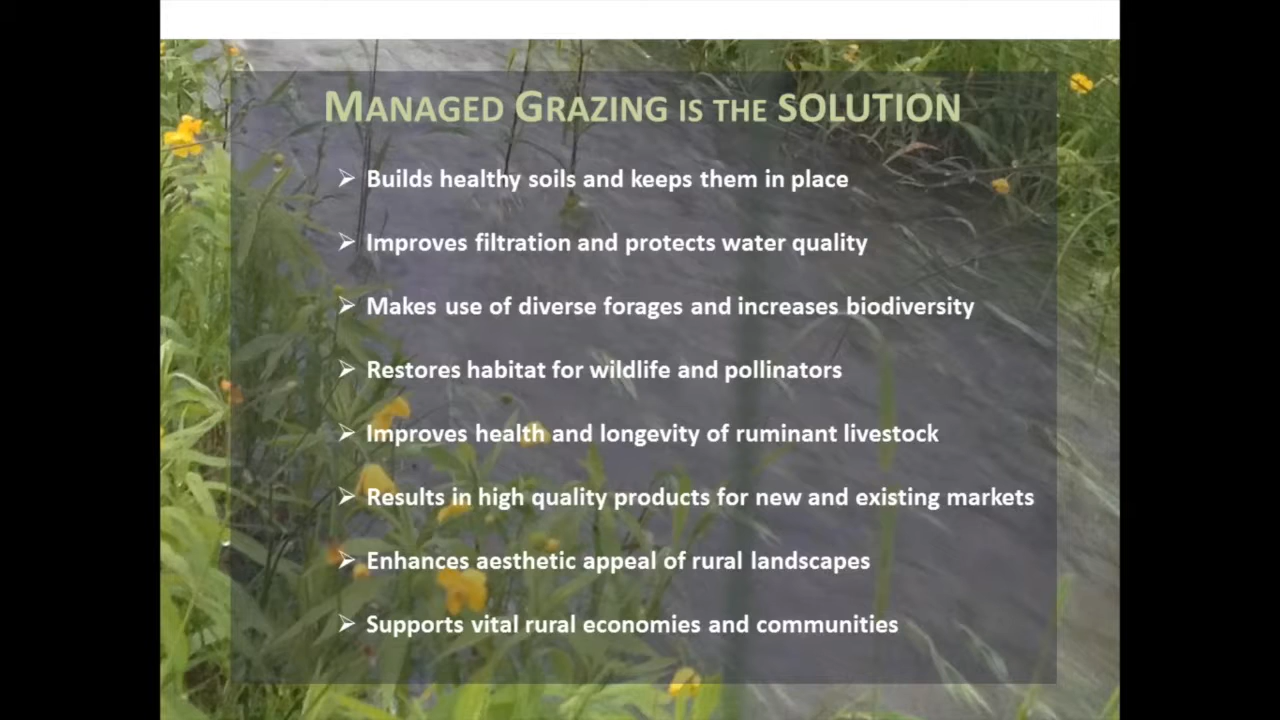 Managed Grazing is the solution
Builds healthy soils and keeps them in place
Improves filtration and protects water quality
Makes use of diverse forages and increases biodiversity
Restores habitat for wildlife and pollinators
Improves health and longevity of ruminant livestock
Results in high quality products for new and existing markets
Enhances aesthetic appeal of rural landscapes
Supports vital rural economies and communities